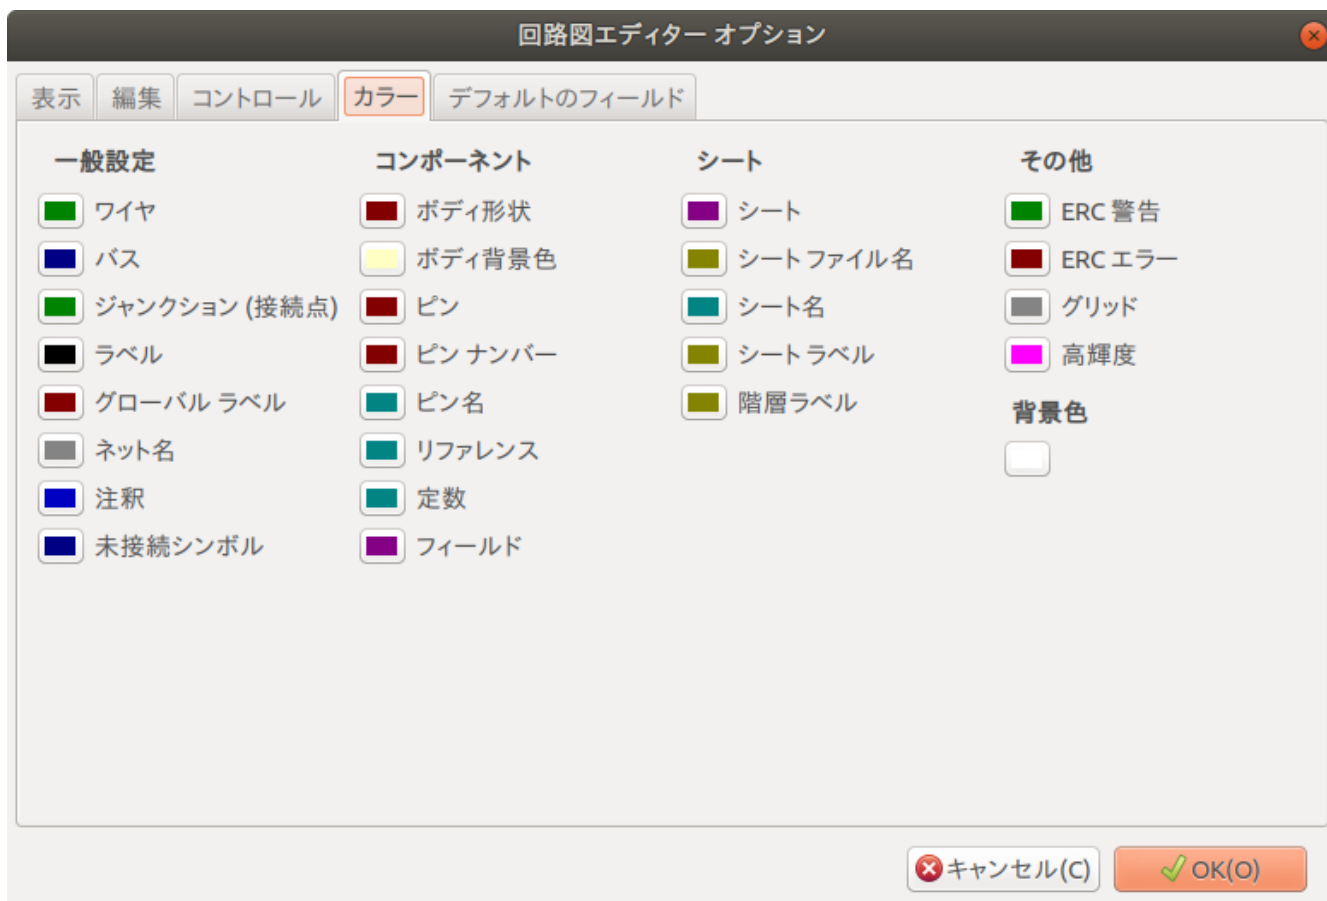 回路図エディター オプション
表示 編集 コントロール カラー デフォルトのフィールド
一般設定
ワイヤ
バス
ジャンクション (接続点)
ラベル
グローバル ラベル
ネット名
注釈
未接続シンボル
コンポーネント
ボディ形状
ボディ背景色
ピン
ピン ナンバー
ピン名
リファレンス
定数
フィールド
シート
シート
シート ファイル名
シート名
シート ラベル
階層ラベル
その他
ERC 警告
ERC エラー
グリッド
高輝度
背景色
キャンセル(C) OK(O)